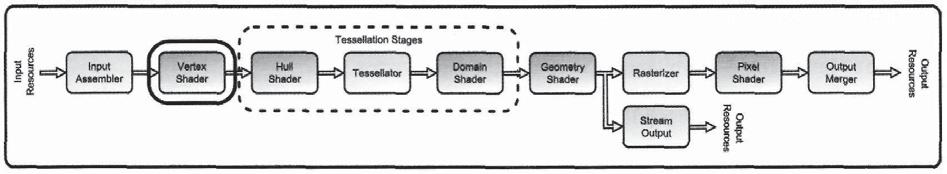 Tessellation Stages
Input
Resources
Input
Assembler
Vertex
Shader
Hull
Shader
Tessellator
Domain
Shader
Geometry
Shader
Rasterizer
Pixel
Shader
Output
Merger
Output
Resources
Stream
Output
Output
Resources